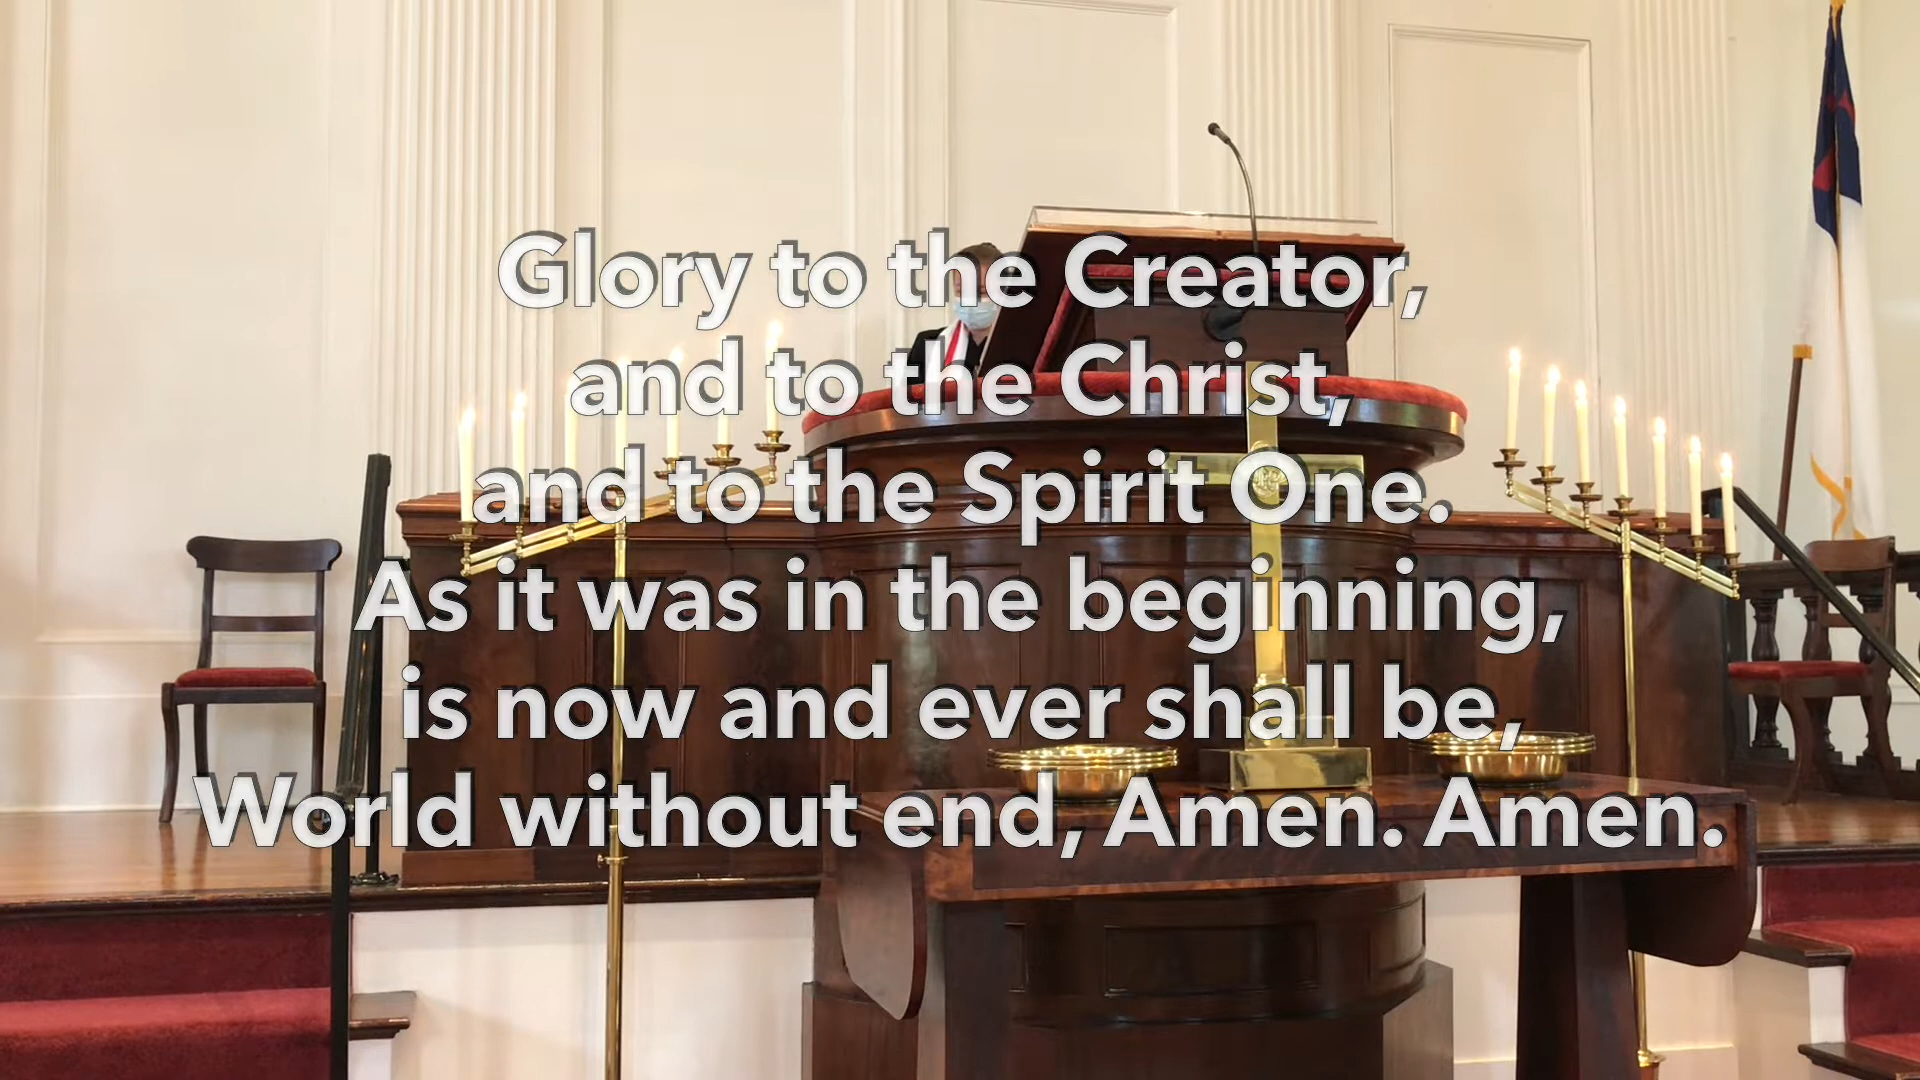 Glory to the Creator,
and to the Christ,
and to the Spirit One.
As it was in the beginning,
is now and ever shall be,
World without end, Amen. Amen.